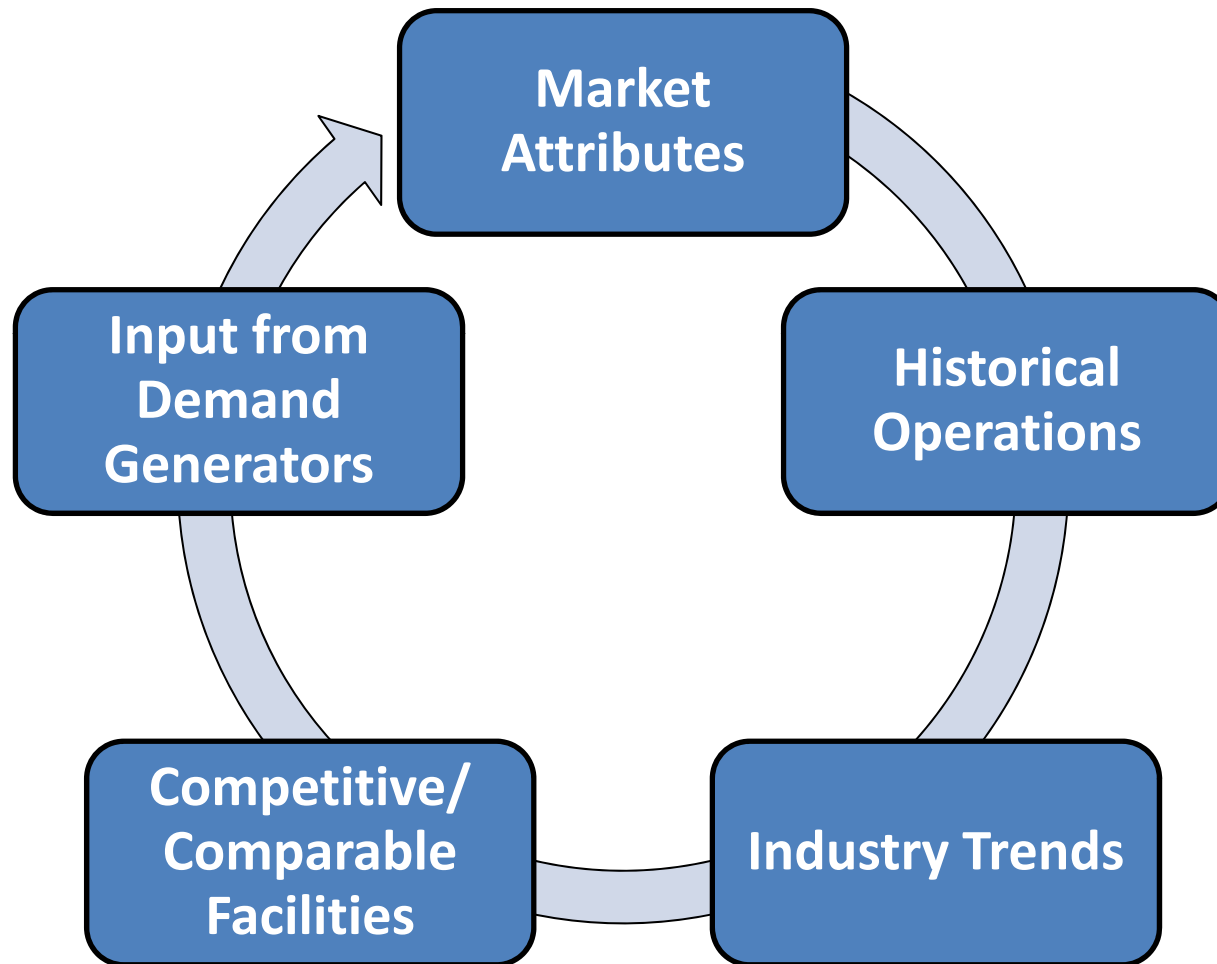 Market
Attributes
Historical
Operations
Industry Trends
Competitive/
Comparable
Facilities
Input from
Demand
Generators